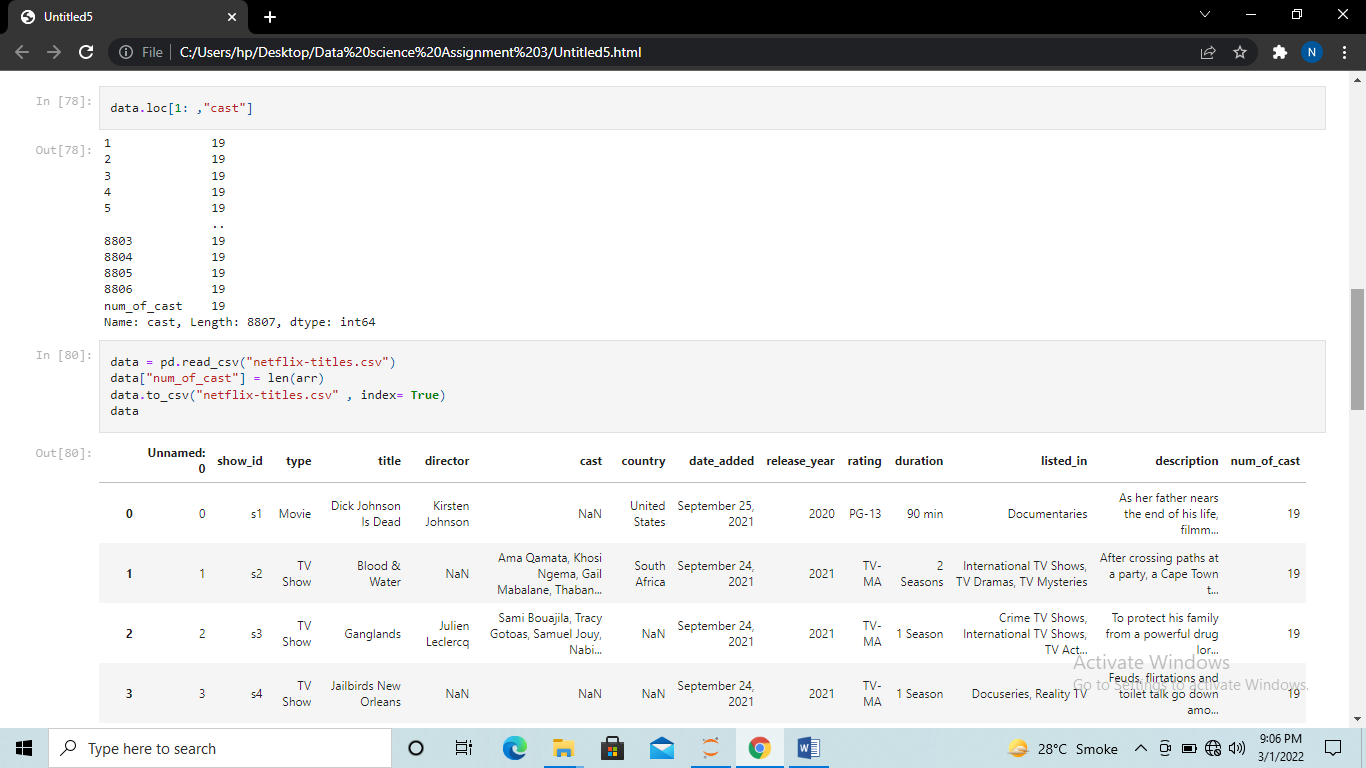 Untitled5
File C:/Users/hp/Desktop/Data%20science%20Assignment%203/Untitled5.html
N
In [78]: data.loc[1: ,"cast"]
Out[78]: 1 19
2 19
3 19
4 19
5 19
..
8803 19
8804 19
8805 19
8806 19
num_of_cast 19
Name: cast, Length: 8807, dtype: int64
In [80]: data = pd.read_csv("netflix-titles.csv")
data["num_of_cast"] = len(arr)
data.to_csv("netflix-titles.csv" , index= True)
data
Out[80]: Unnamed: 0 show_id type title director cast country date_added release_year rating duration listed_in description num_of_cast
0 0 s1 Movie Dick Johnson Is Dead Kirsten Johnson NaN United States September 25, 2021 2020 PG-13 90 min Documentaries As her father nears the end of his life, filmm... 19
1 1 s2 TV Show Blood & Water NaN Ama Qamata, Khosi Ngema, Gail Mabalane, Thaban... South Africa September 24, 2021 2021 TV-MA 2 Seasons International TV Shows, TV Dramas, TV Mysteries After crossing paths at a party, a Cape Town t... 19
2 2 s3 TV Show Ganglands Julien Leclercq Sami Bouajila, Tracy Gotoas, Samuel Jouy, Nabi... NaN September 24, 2021 2021 TV-MA 1 Season Crime TV Shows, International TV Shows, TV Act... To protect his family from a powerful drug lor... 19
3 3 s4 TV Show Jailbirds New Orleans NaN NaN NaN September 24, 2021 2021 TV-MA 1 Season Docuseries, Reality TV Feuds, flirtations and toilet talk go down amo... 19
Activate Windows
Go to Settings to activate Windows.
Type here to search
28°C Smoke
9:06 PM
3/1/2022